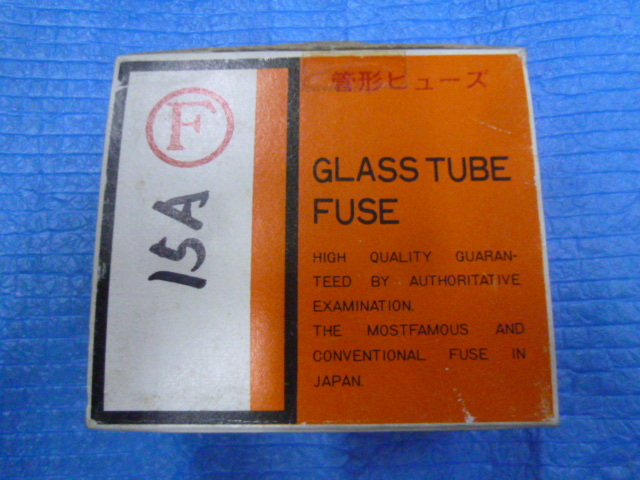 F
15A
管形ヒューズ
GLASS TUBE
FUSE
HIGH QUALITY GUARAN-
TEED BY AUTHORITATIVE
EXAMINATION.
THE MOSTFAMOUS AND
CONVENTIONAL FUSE IN
JAPAN.